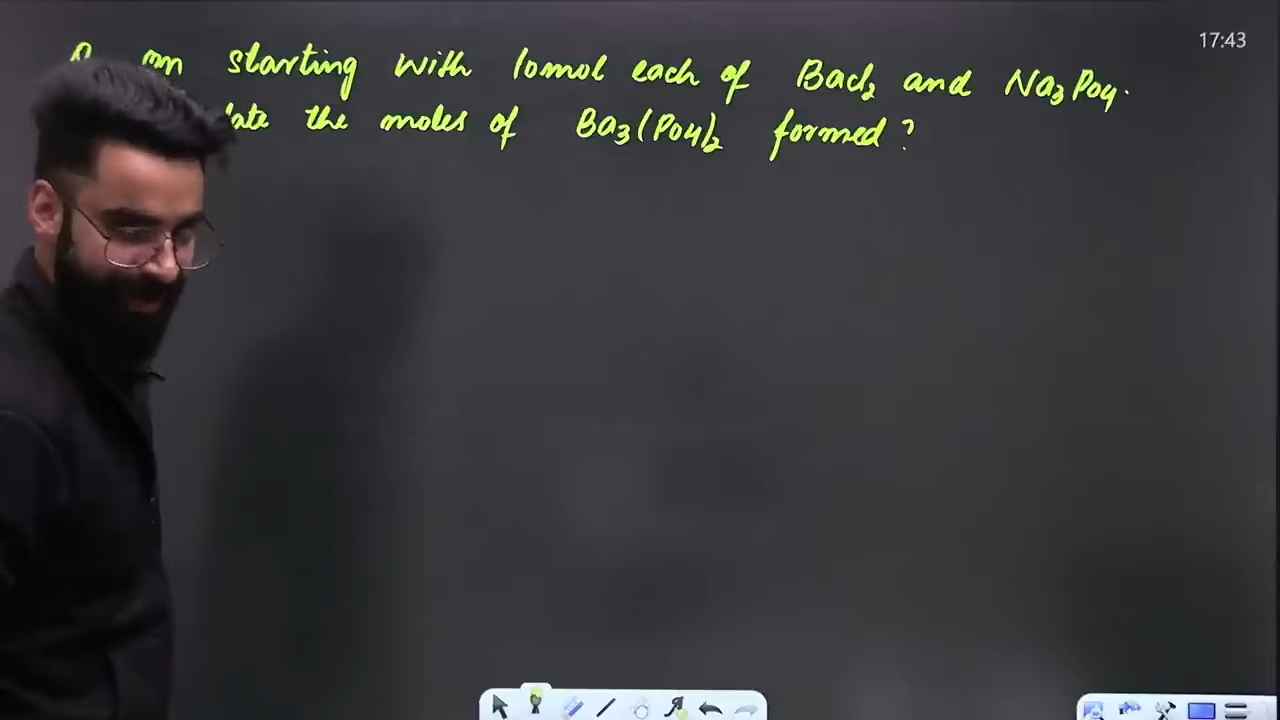 17:43
on starting with 10mol each of BaCl₂ and Na₃PO₄.
the moles of Ba₃(PO₄)₂ formed?